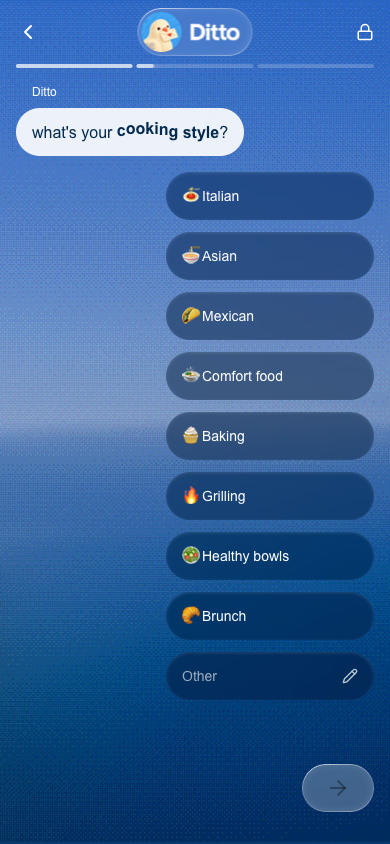 Ditto
Ditto
what's your cooking style?
Italian
Asian
Mexican
Comfort food
Baking
Grilling
Healthy bowls
Brunch
Other